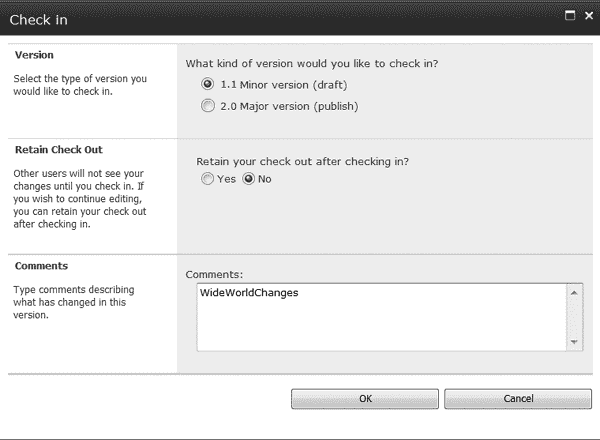 Check in
Version
Select the type of version you
would like to check in.
What kind of version would you like to check in?
1.1 Minor version (draft)
2.0 Major version (publish)
Retain Check Out
Other users will not see your
changes until you check in. If
you wish to continue editing,
you can retain your check out
after checking in.
Retain your check out after checking in?
Yes No
Comments
Type comments describing
what has changed in this
version.
Comments:
WideWorldChanges
OK Cancel